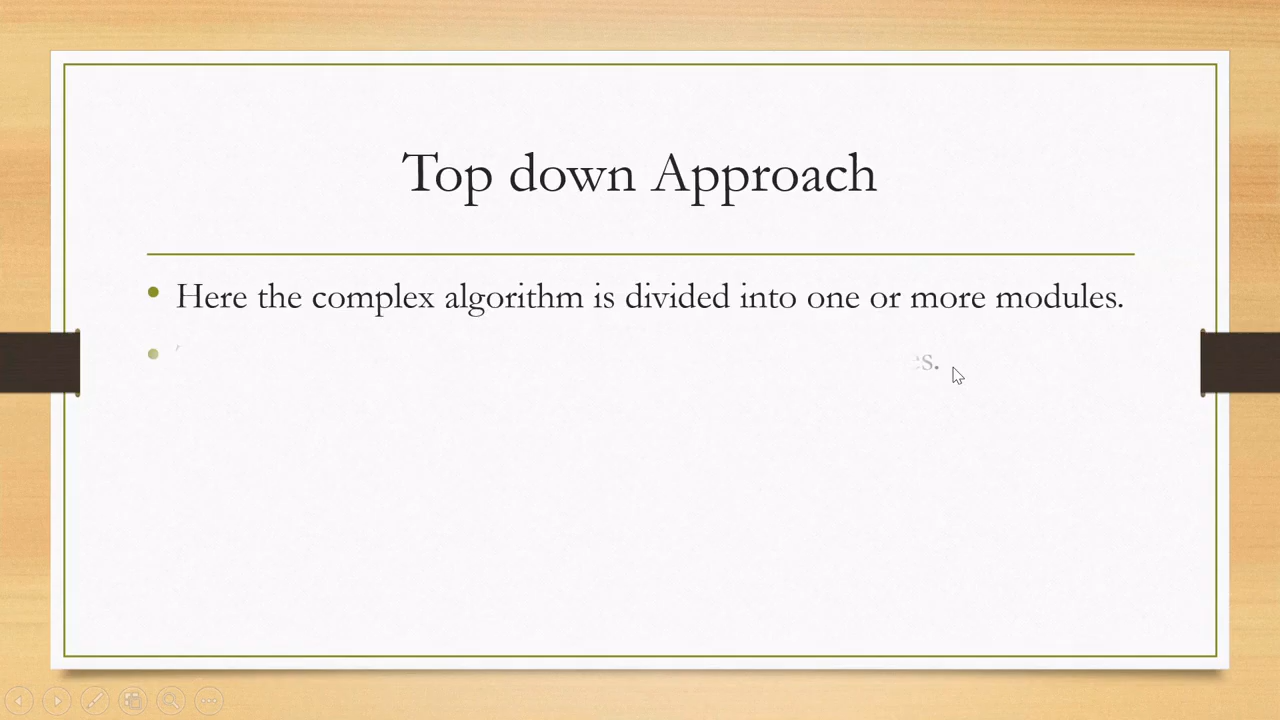 Top down Approach
Here the complex algorithm is divided into one or more modules.